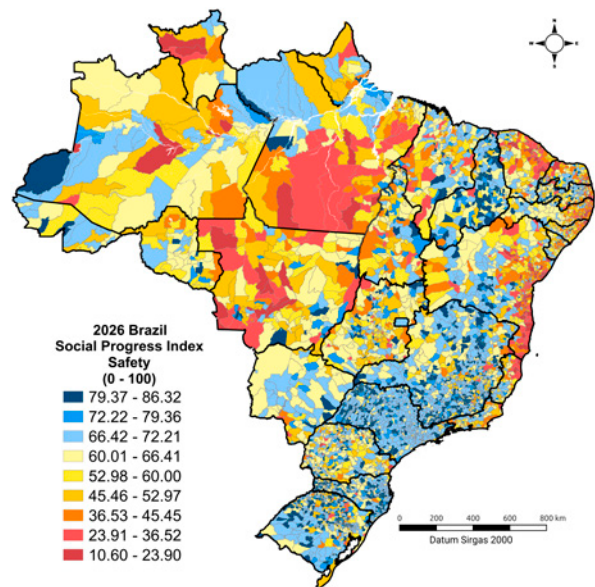 N
W
E
S
2026 Brazil
Social Progress Index
Safety
(0 - 100)
79.37 - 86.32
72.22 - 79.36
66.42 - 72.21
60.01 - 66.41
52.98 - 60.00
45.46 - 52.97
36.53 - 45.45
23.91 - 36.52
10.60 - 23.90
0 200 400 600 800 km
Datum Sirgas 2000